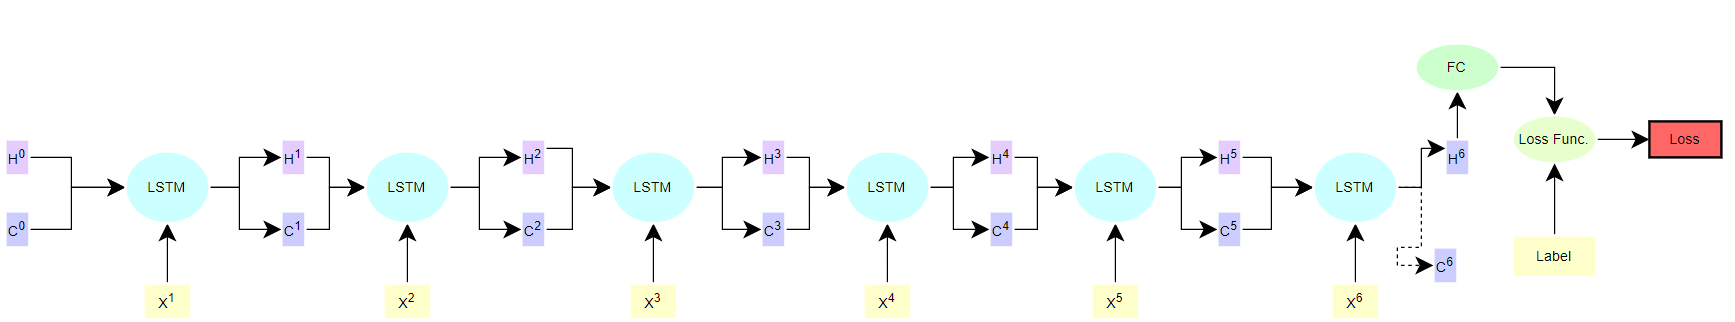 FC
H⁰
LSTM
H¹
LSTM
H²
LSTM
H³
LSTM
H⁴
LSTM
H⁵
LSTM
H⁶
Loss Func.
Loss
C⁰
C¹
C²
C³
C⁴
C⁵
C⁶
Label
X¹
X²
X³
X⁴
X⁵
X⁶